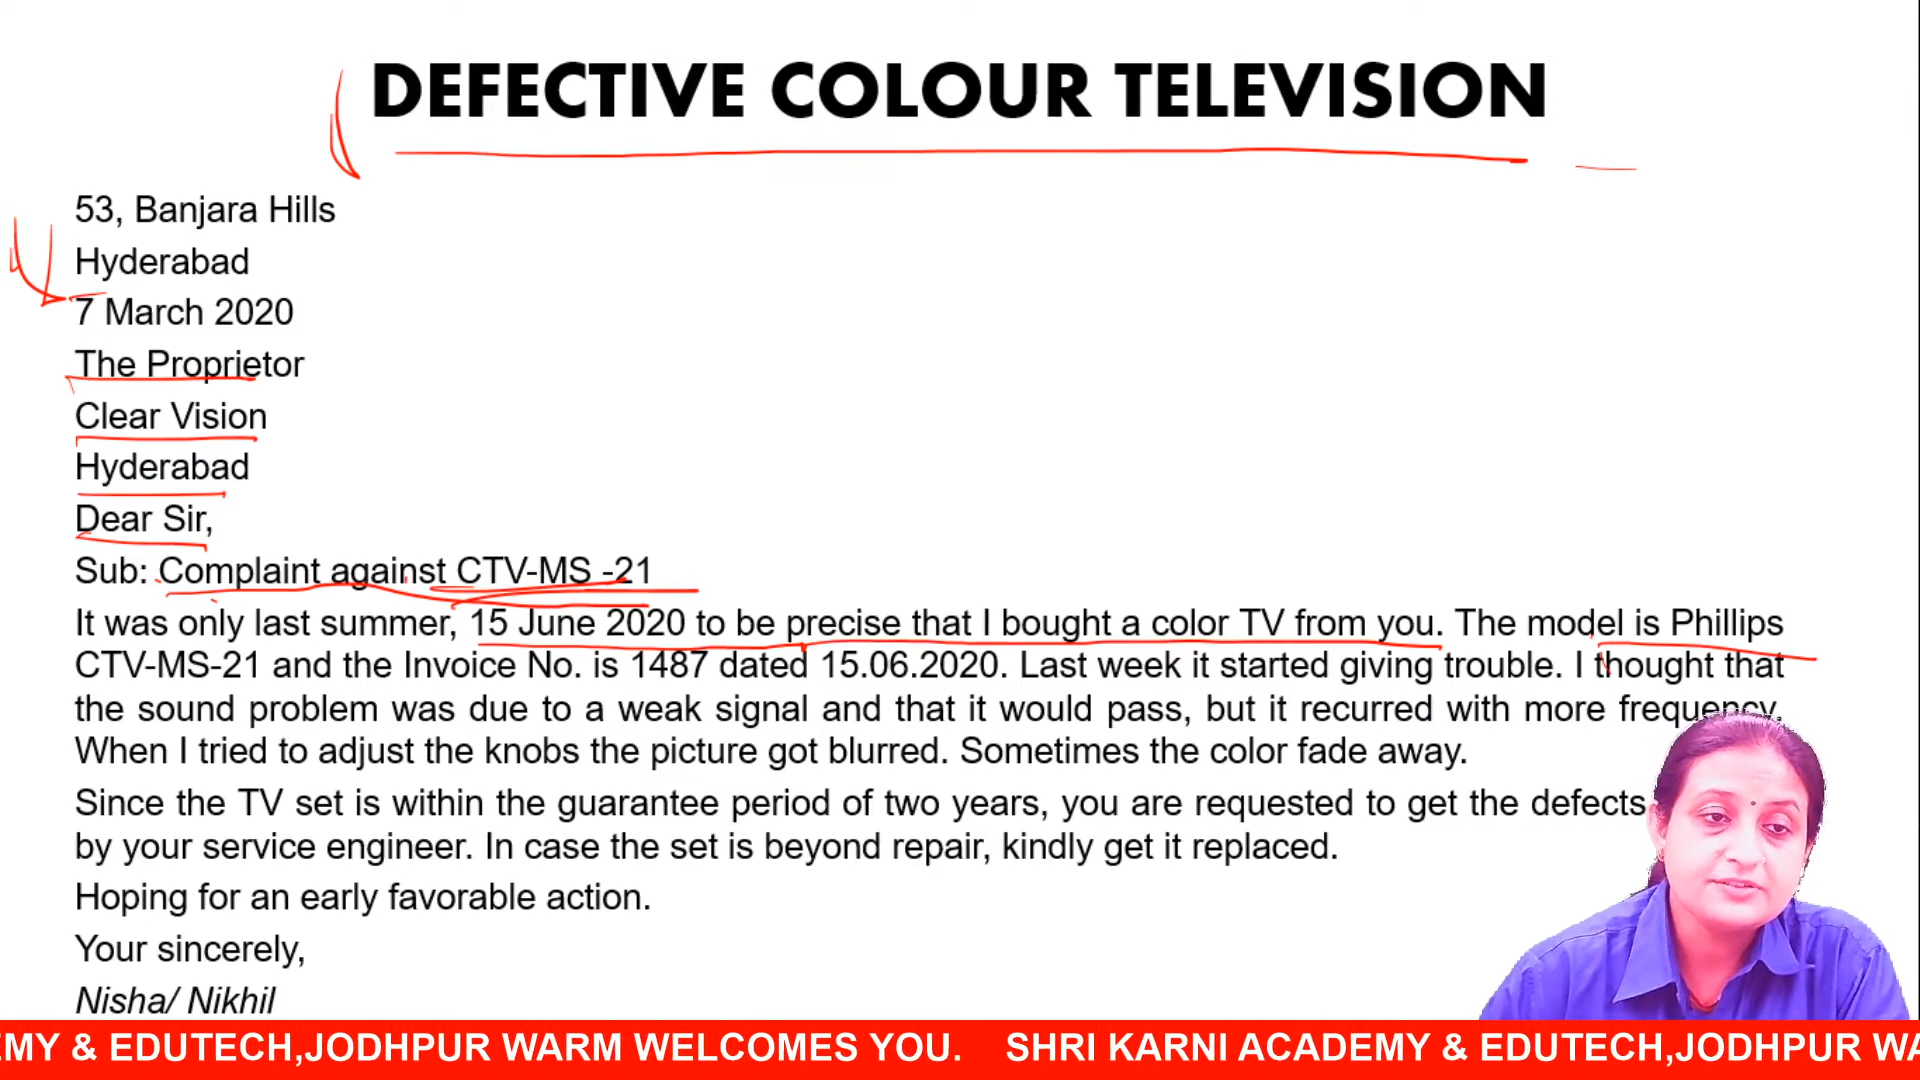 DEFECTIVE COLOUR TELEVISION
53, Banjara Hills
Hyderabad
7 March 2020
The Proprietor
Clear Vision
Hyderabad
Dear Sir,
Sub: Complaint against CTV-MS -21
It was only last summer, 15 June 2020 to be precise that I bought a color TV from you. The model is Phillips
CTV-MS-21 and the Invoice No. is 1487 dated 15.06.2020. Last week it started giving trouble. I thought that
the sound problem was due to a weak signal and that it would pass, but it recurred with more frequency.
When I tried to adjust the knobs the picture got blurred. Sometimes the color fade away.
Since the TV set is within the guarantee period of two years, you are requested to get the defects
by your service engineer. In case the set is beyond repair, kindly get it replaced.
Hoping for an early favorable action.
Your sincerely,
Nisha/ Nikhil
EMY & EDUTECH,JODHPUR WARM WELCOMES YOU. SHRI KARNI ACADEMY & EDUTECH,JODHPUR WA